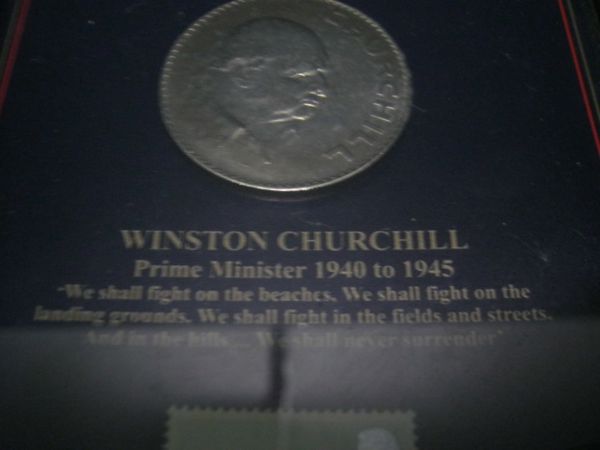 CHURCHILL
WINSTON CHURCHILL
Prime Minister 1940 to 1945
"We shall fight on the beaches. We shall fight on the
landing grounds. We shall fight in the fields and streets.
And in the hills.... We shall never surrender"